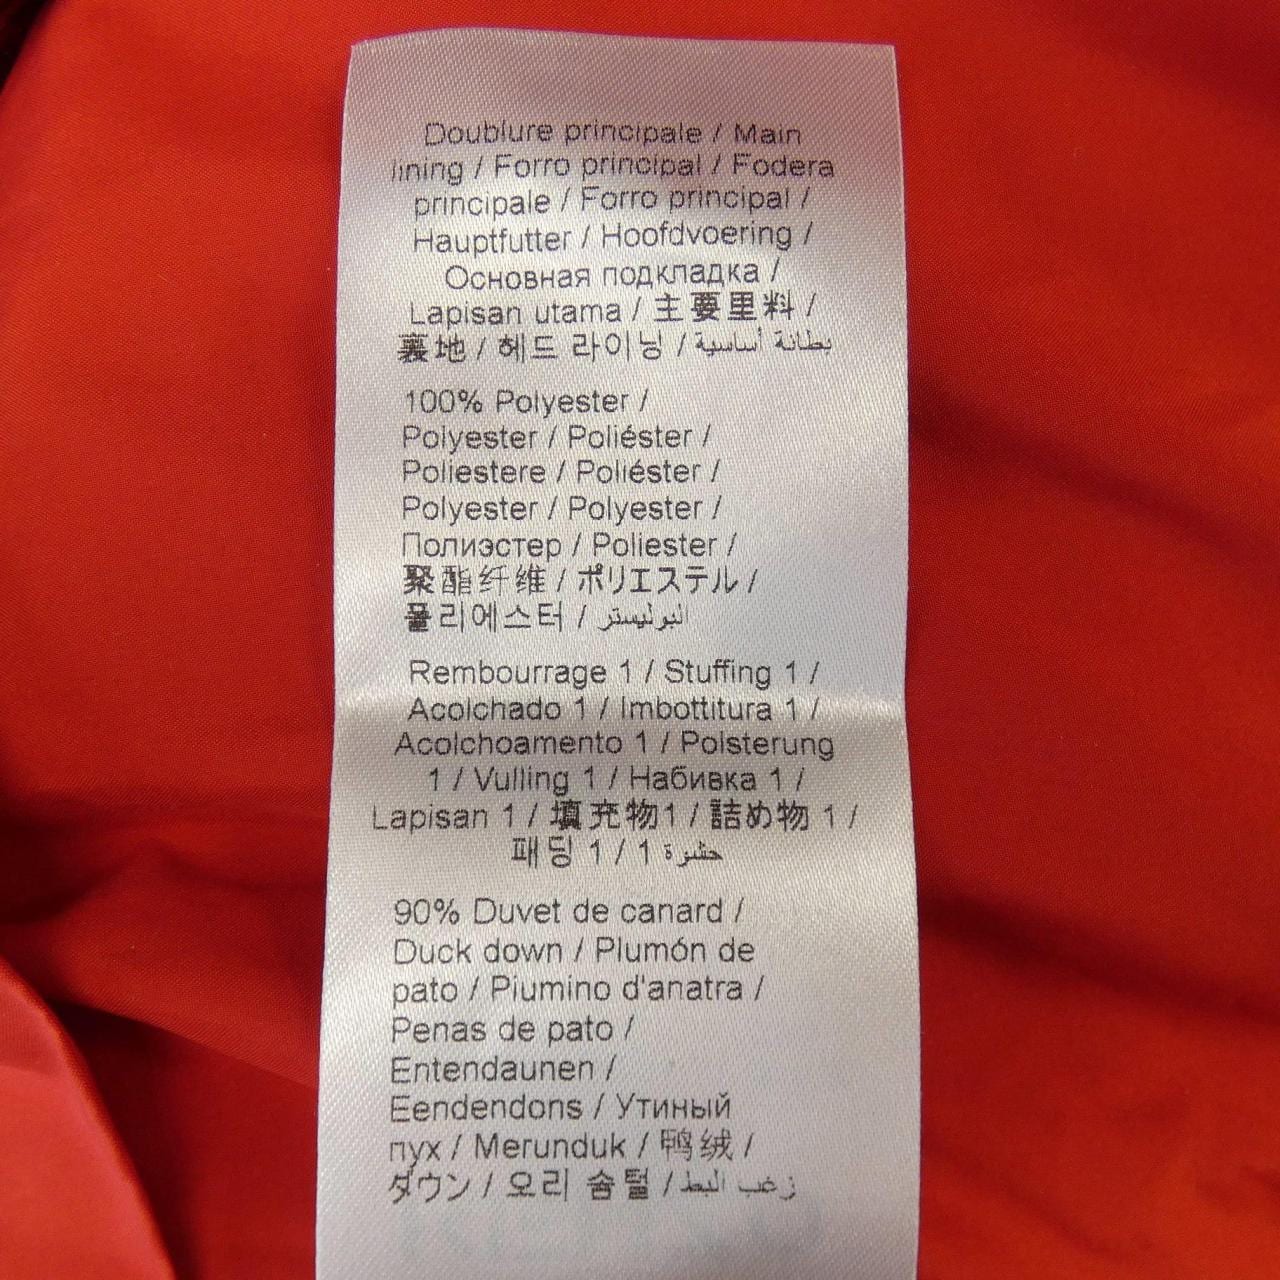 Doublure principale / Main
lining / Forro principal / Fodera
principale / Forro principal /
Hauptfutter / Hoofdvoering /
Основная подкладка /
Lapisan utama / 主要里料 /
裏地 / 헤드 라이닝 / بطانة أساسية
100% Polyester /
Polyester / Poliéster /
Poliestere / Poliéster /
Polyester / Polyester /
Полиэстер / Poliester /
聚酯纤维 / ポリエステル /
폴리에스터 / البوليستر
Rembourrage 1 / Stuffing 1 /
Acolchado 1 / Imbottitura 1 /
Acolchoamento 1 / Polsterung
1 / Vulling 1 / Набивка 1 /
Lapisan 1 / 填充物1 / 詰め物 1 /
패딩 1 / 1 حشزة
90% Duvet de canard /
Duck down / Plumón de
pato / Piumino d'anatra /
Penas de pato /
Entendaunen /
Eendendons / Утиный
пух / Merunduk / 鸭绒 /
ダウン / 오리 솜털 / زغب البط